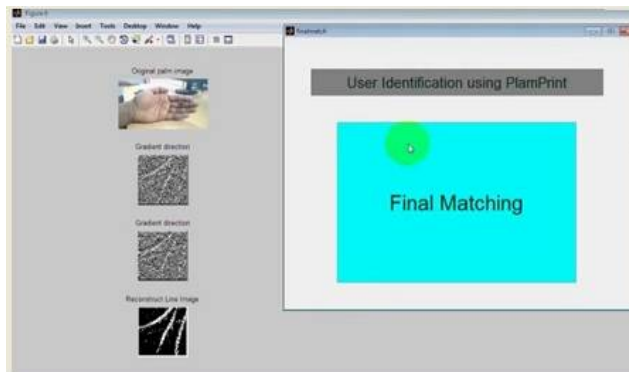 Figure 1
File Edit View Insert Tools Desktop Window Help
Original palm image
Gradient direction
Gradient direction
Reconstruct Line Image
finalmatch
User Identification using PlamPrint
Final Matching